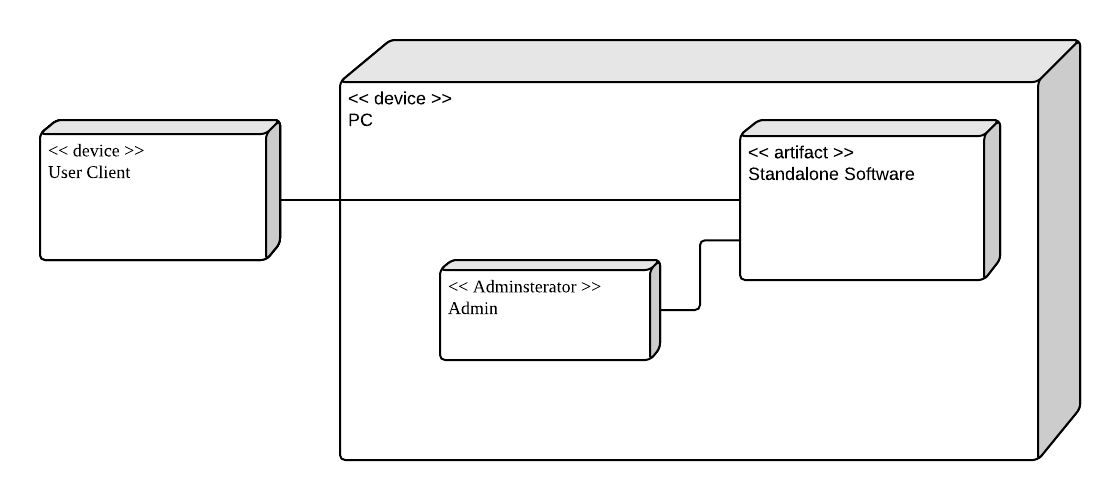 << device >>
PC
<< device >>
User Client
<< artifact >>
Standalone Software
<< Adminsterator >>
Admin